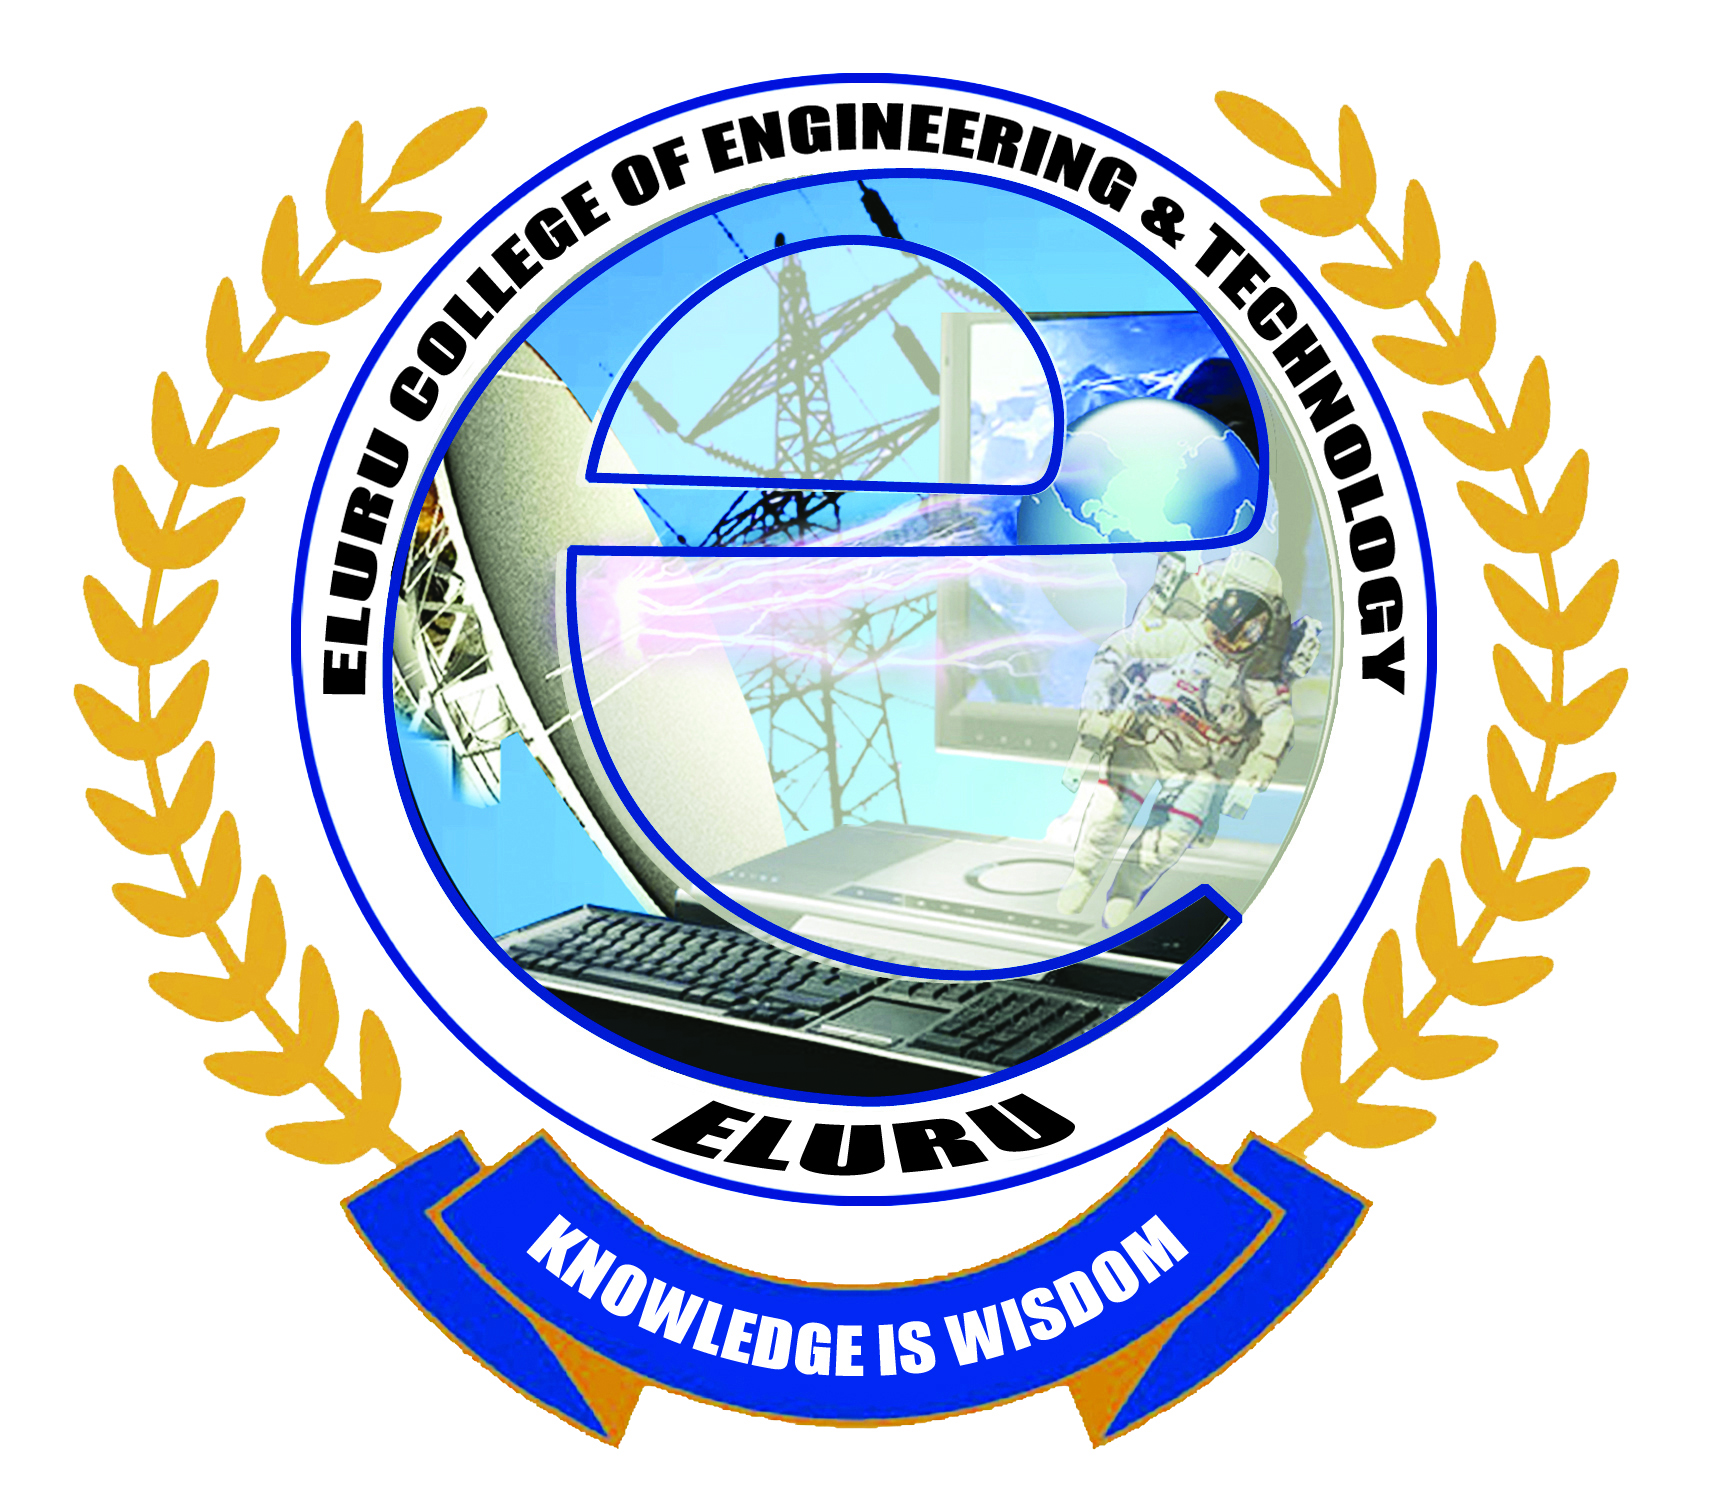 ELURU COLLEGE OF ENGINEERING & TECHNOLOGY
ELURU
KNOWLEDGE IS WISDOM